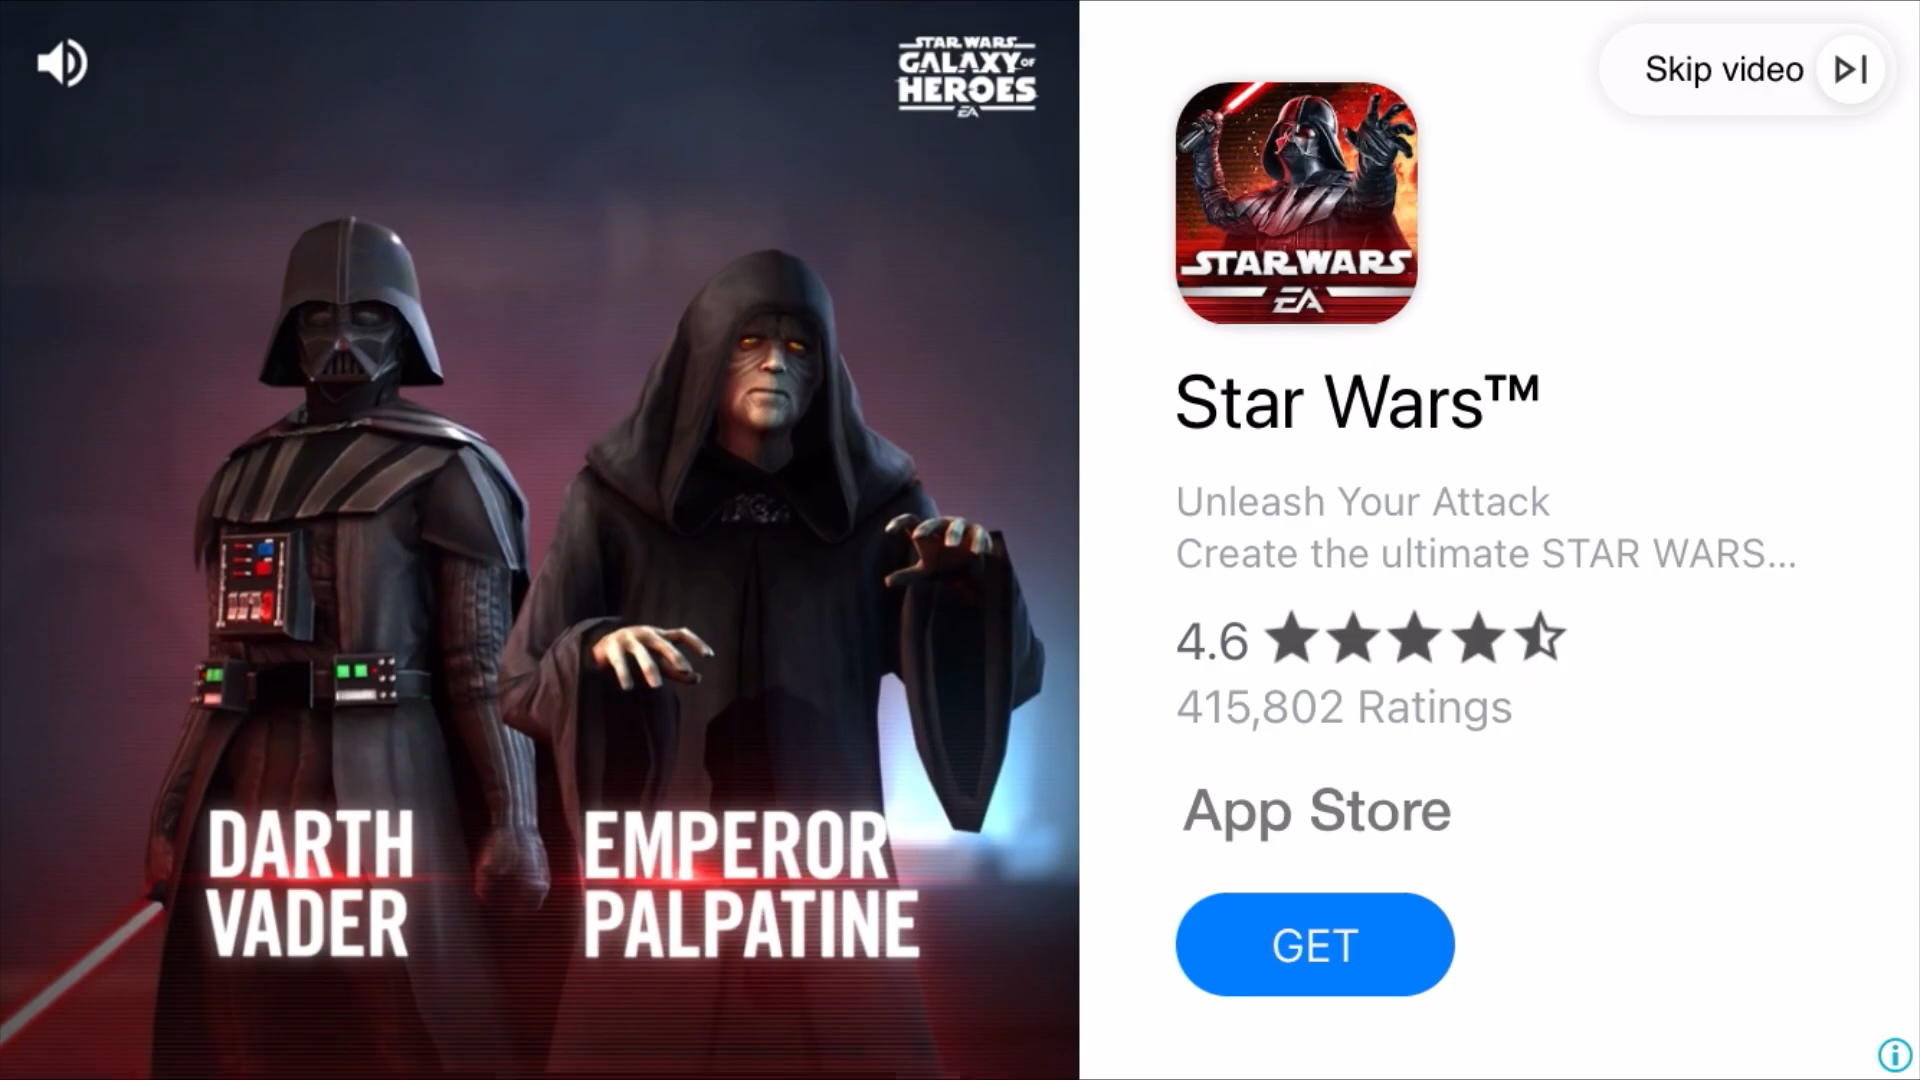 STAR WARS
GALAXY OF
HEROES
EA
DARTH
VADER
EMPEROR
PALPATINE
Skip video
STAR WARS
EA
Star Wars™
Unleash Your Attack
Create the ultimate STAR WARS...
4.6
415,802 Ratings
App Store
GET